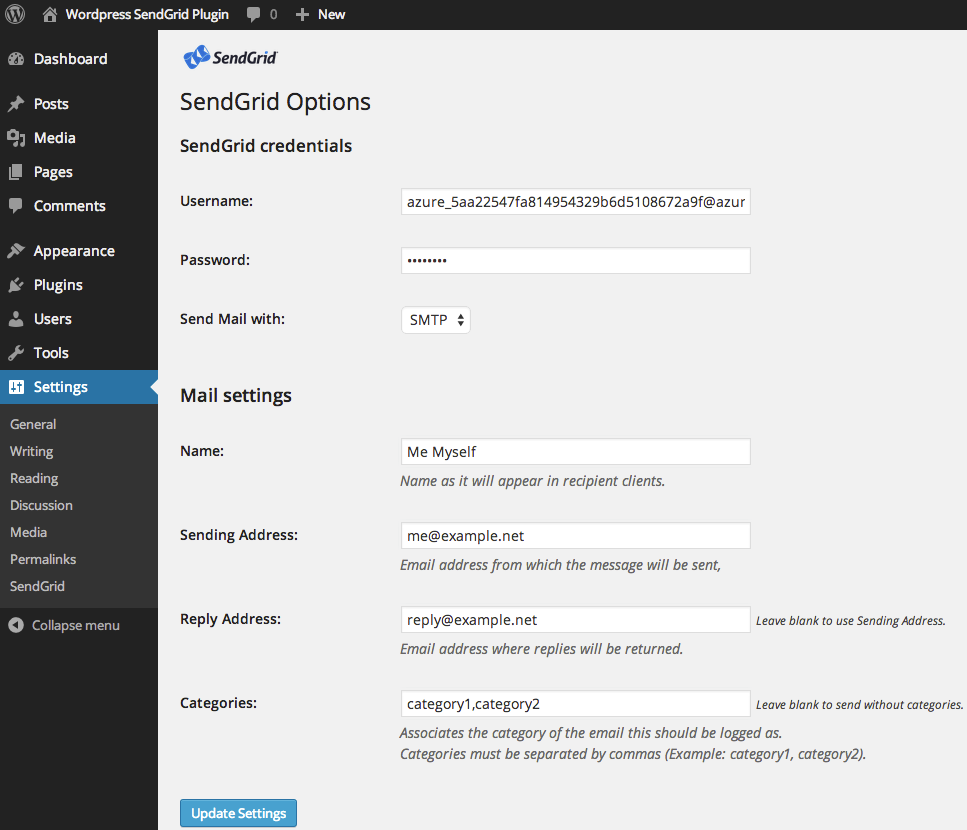 Wordpress SendGrid Plugin 0 New
Dashboard
Posts
Media
Pages
Comments
Appearance
Plugins
Users
Tools
Settings
General
Writing
Reading
Discussion
Media
Permalinks
SendGrid
Collapse menu
SendGrid
SendGrid Options
SendGrid credentials
Username: azure_5aa22547fa814954329b6d5108672a9f@azur
Password: ••••••••
Send Mail with: SMTP
Mail settings
Name: Me Myself
Name as it will appear in recipient clients.
Sending Address: me@example.net
Email address from which the message will be sent,
Reply Address: reply@example.net Leave blank to use Sending Address.
Email address where replies will be returned.
Categories: category1,category2 Leave blank to send without categories.
Associates the category of the email this should be logged as.
Categories must be separated by commas (Example: category1, category2).
Update Settings